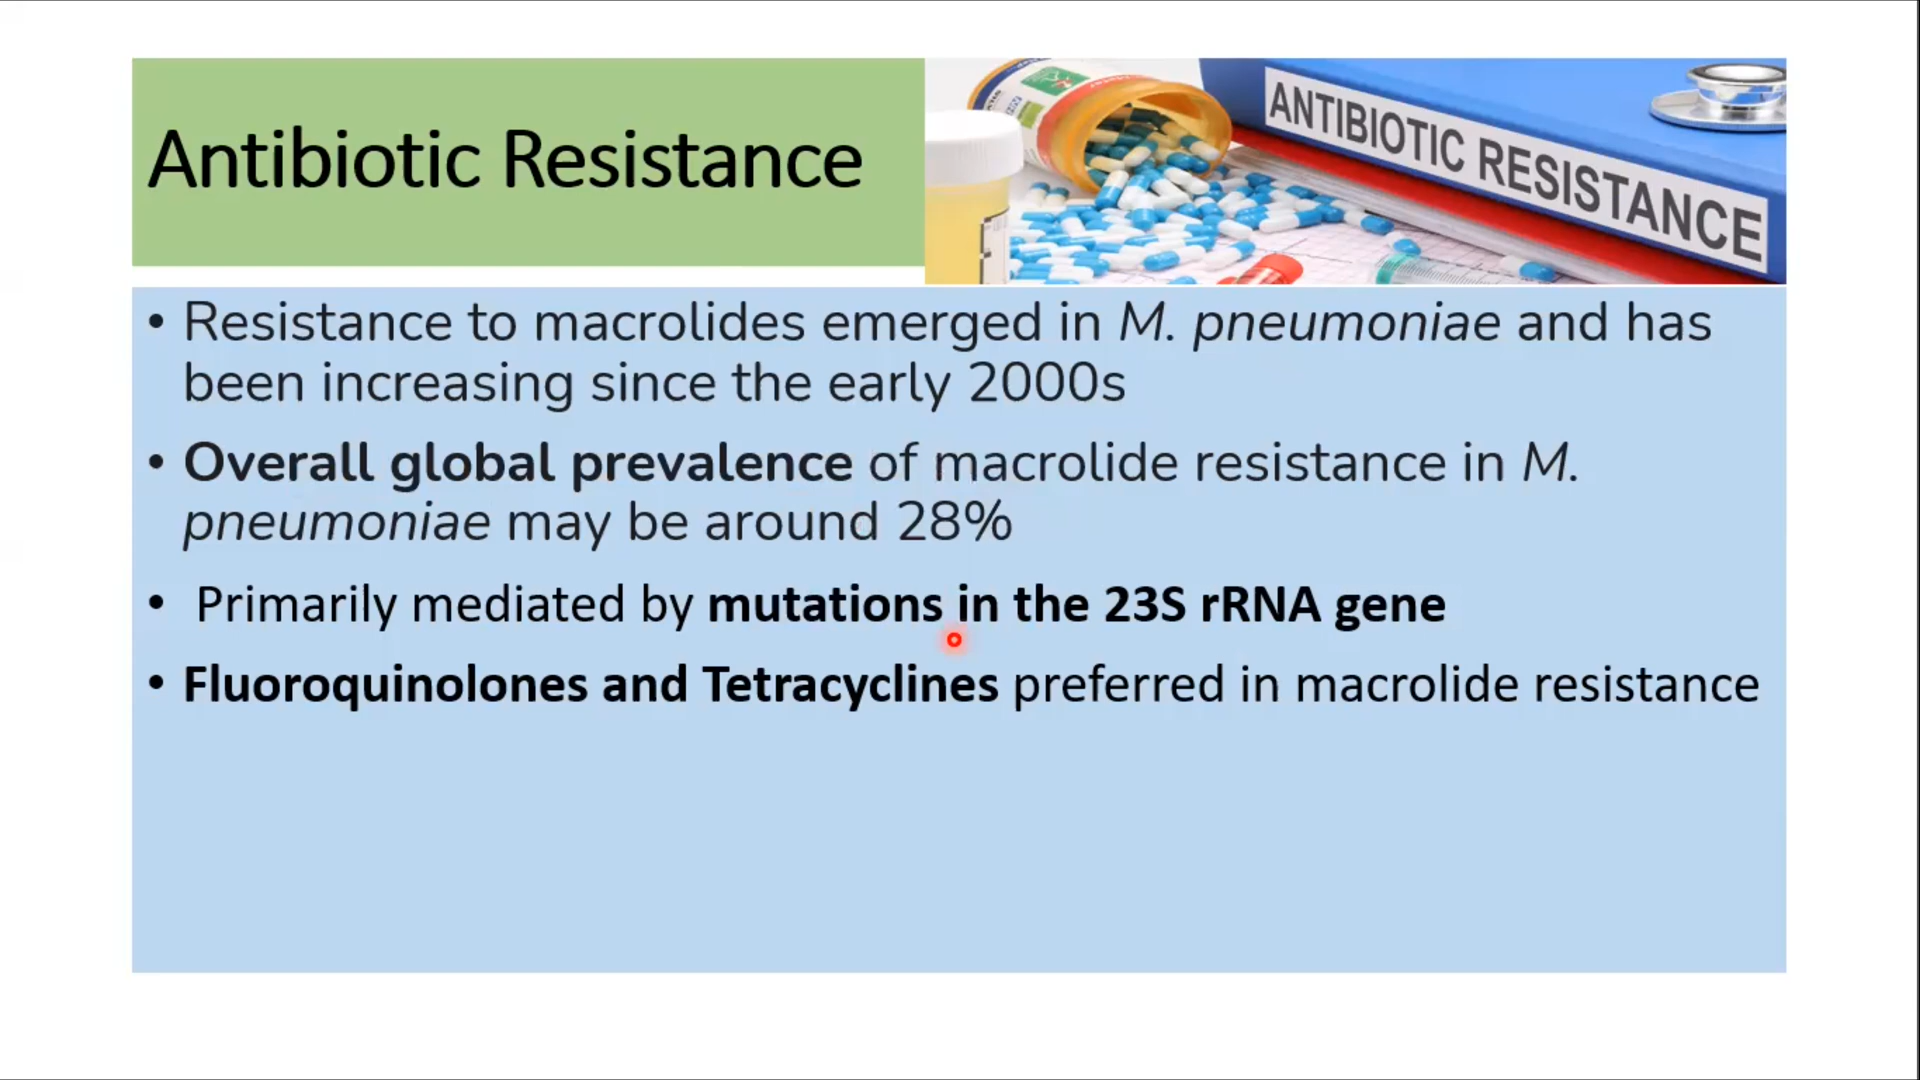 Antibiotic Resistance
ANTIBIOTIC RESISTANCE
• Resistance to macrolides emerged in M. pneumoniae and has
been increasing since the early 2000s
• Overall global prevalence of macrolide resistance in M.
pneumoniae may be around 28%
• Primarily mediated by mutations in the 23S rRNA gene
• Fluoroquinolones and Tetracyclines preferred in macrolide resistance